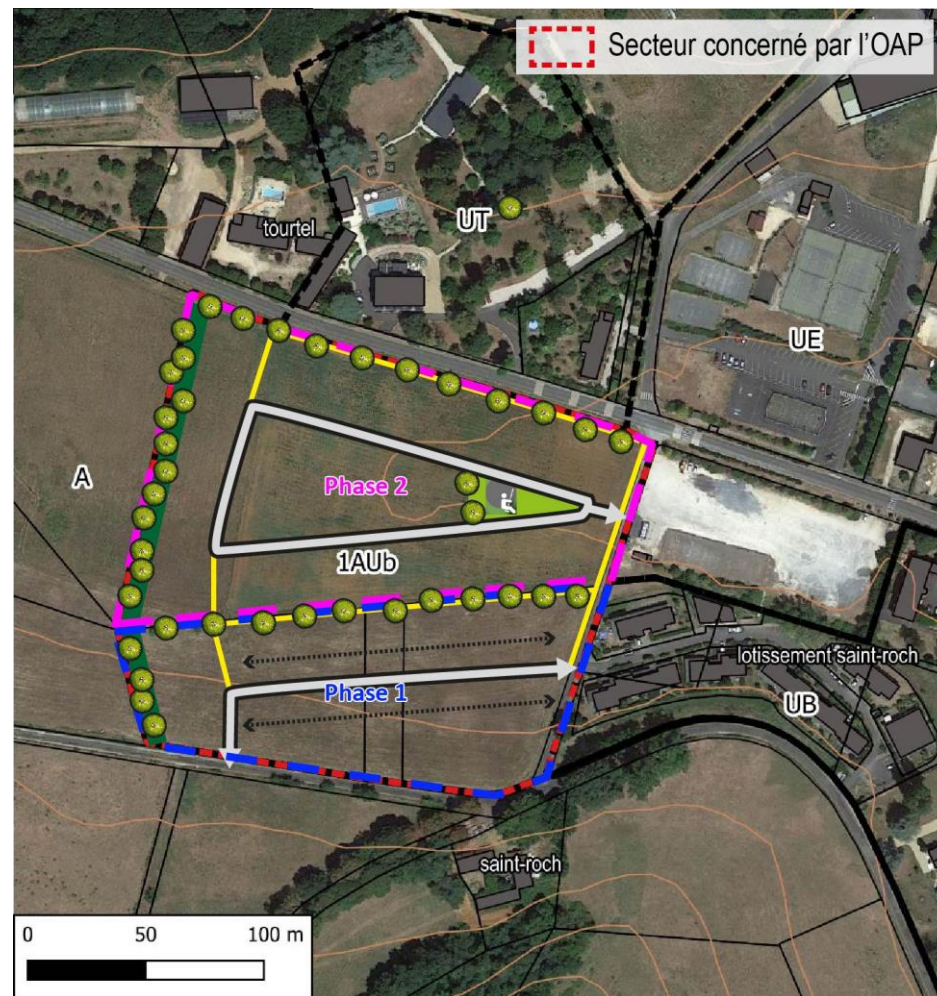 Secteur concerné par l'OAP
tourtel
UT
UE
A
Phase 2
1AUb
lotissement saint-roch
Phase 1
UB
saint-roch
0 50 100 m